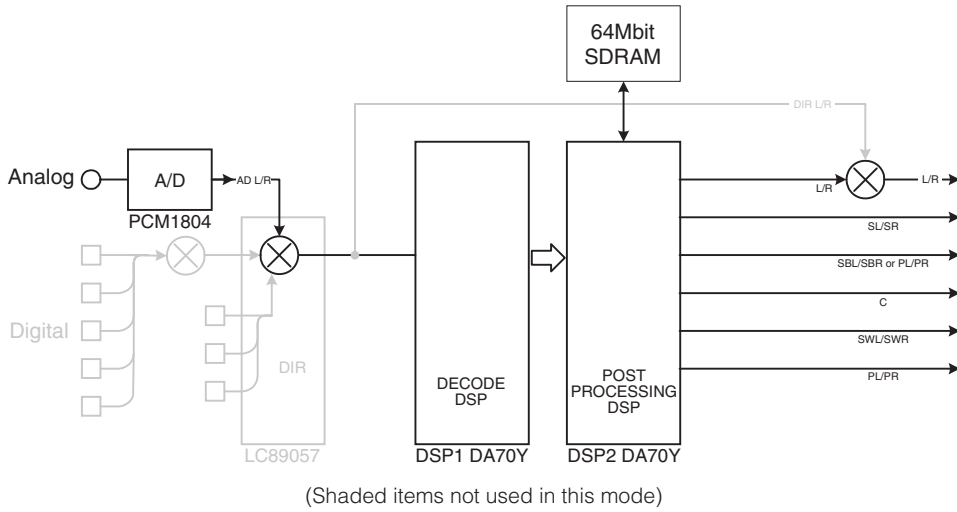 64Mbit
SDRAM
DIR L/R
Analog
A/D
AD L/R
PCM1804
L/R
L/R
SL/SR
SBL/SBR or PL/PR
C
SWL/SWR
PL/PR
Digital
DIR
DECODE
DSP
POST
PROCESSING
DSP
LC89057
DSP1 DA70Y
DSP2 DA70Y
(Shaded items not used in this mode)